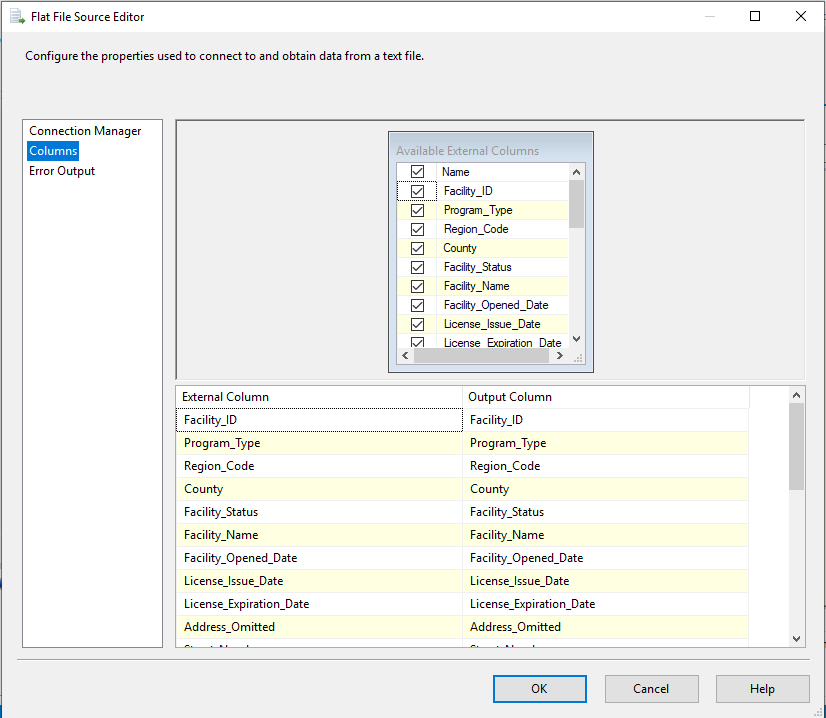 Flat File Source Editor
Configure the properties used to connect to and obtain data from a text file.
Connection Manager
Columns
Error Output
Available External Columns
Name
Facility_ID
Program_Type
Region_Code
County
Facility_Status
Facility_Name
Facility_Opened_Date
License_Issue_Date
License_Expiration_Date
External Column Output Column
Facility_ID Facility_ID
Program_Type Program_Type
Region_Code Region_Code
County County
Facility_Status Facility_Status
Facility_Name Facility_Name
Facility_Opened_Date Facility_Opened_Date
License_Issue_Date License_Issue_Date
License_Expiration_Date License_Expiration_Date
Address_Omitted Address_Omitted
OK Cancel Help